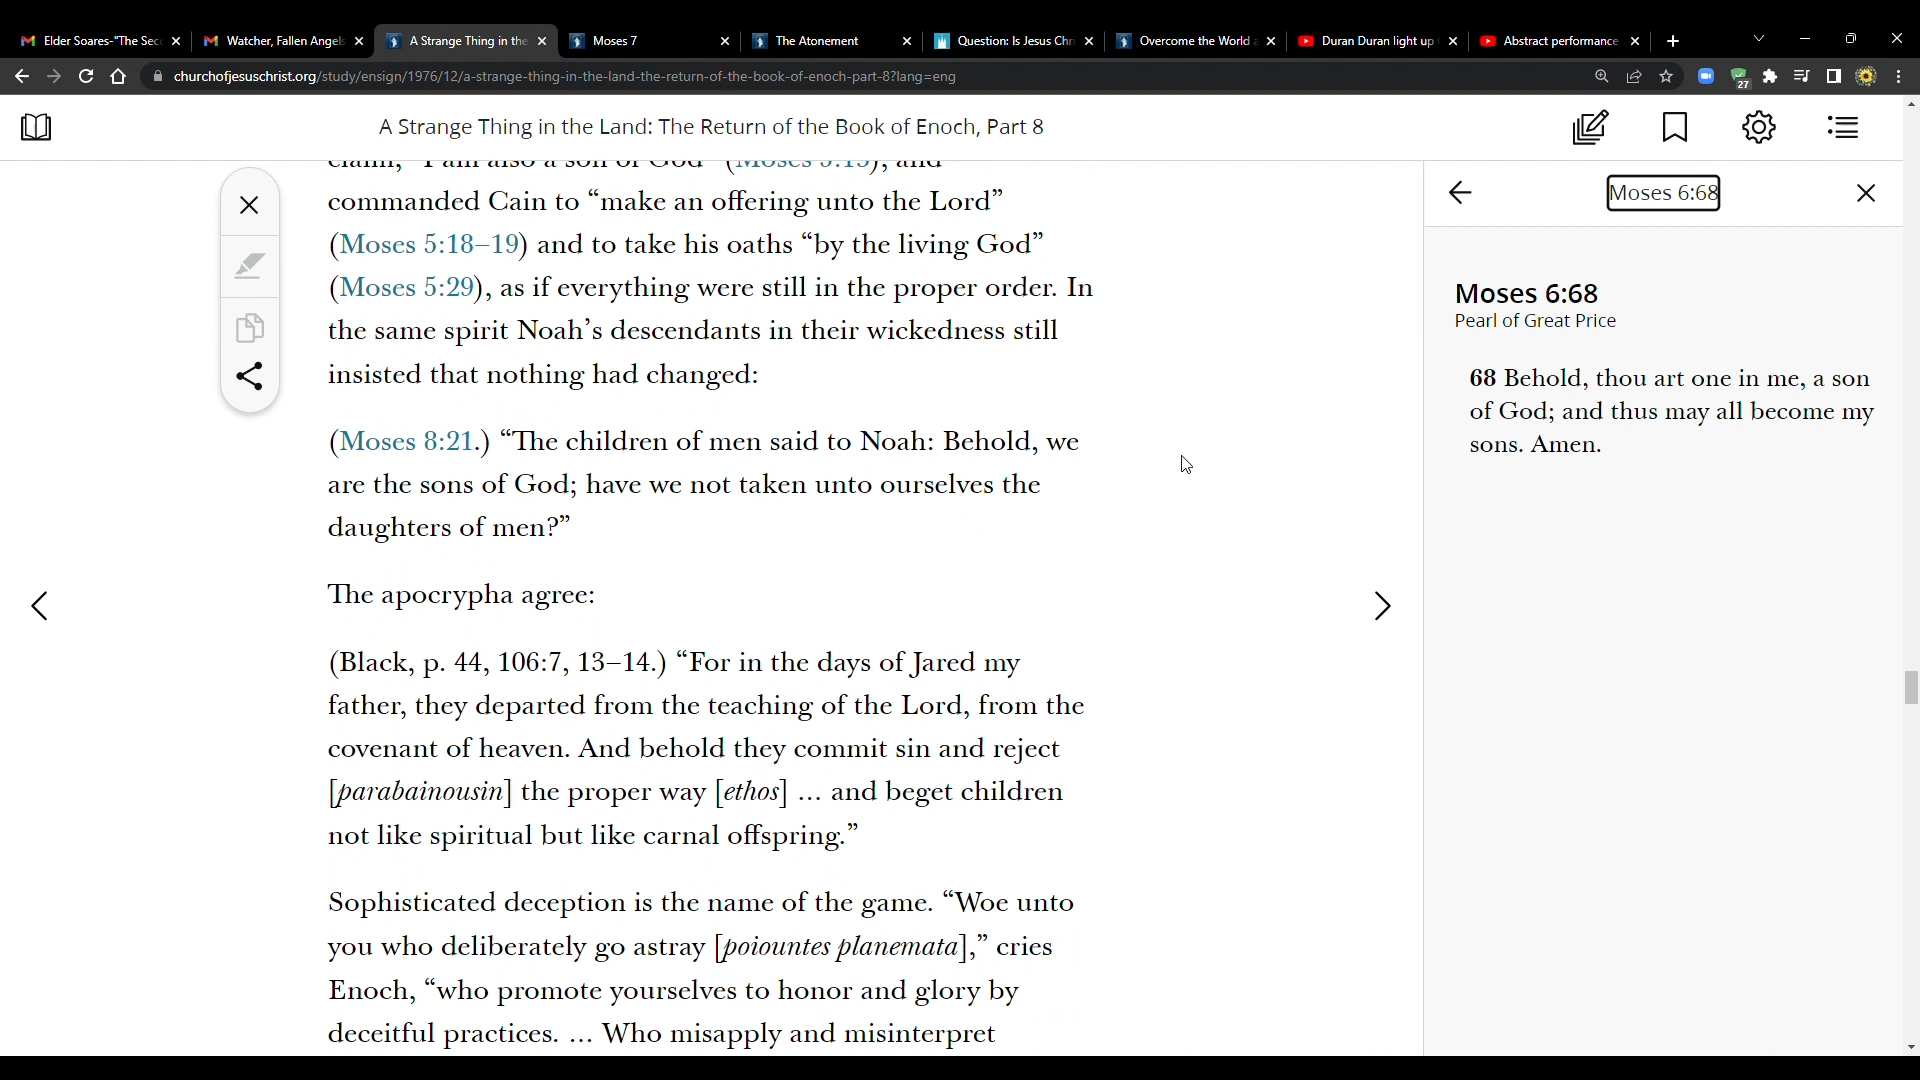 Elder Soares-"The Sec
Watcher, Fallen Angels
A Strange Thing in the
Moses 7
The Atonement
Question: Is Jesus Chri
Overcome the World a
Duran Duran light up
Abstract performance
churchofjesuschrist.org/study/ensign/1976/12/a-strange-thing-in-the-land-the-return-of-the-book-of-enoch-part-8?lang=eng
27
A Strange Thing in the Land: The Return of the Book of Enoch, Part 8
claim, “I am also a son of God” (Moses 5:13), and
commanded Cain to “make an offering unto the Lord”
(Moses 5:18–19) and to take his oaths “by the living God”
(Moses 5:29), as if everything were still in the proper order. In
the same spirit Noah’s descendants in their wickedness still
insisted that nothing had changed:
(Moses 8:21.) “The children of men said to Noah: Behold, we
are the sons of God; have we not taken unto ourselves the
daughters of men?”
The apocrypha agree:
(Black, p. 44, 106:7, 13–14.) “For in the days of Jared my
father, they departed from the teaching of the Lord, from the
covenant of heaven. And behold they commit sin and reject
[parabainousin] the proper way [ethos] … and beget children
not like spiritual but like carnal offspring.”
Sophisticated deception is the name of the game. “Woe unto
you who deliberately go astray [poiountes planemata],” cries
Enoch, “who promote yourselves to honor and glory by
deceitful practices. … Who misapply and misinterpret
Moses 6:68
Moses 6:68
Pearl of Great Price
68 Behold, thou art one in me, a son
of God; and thus may all become my
sons. Amen.